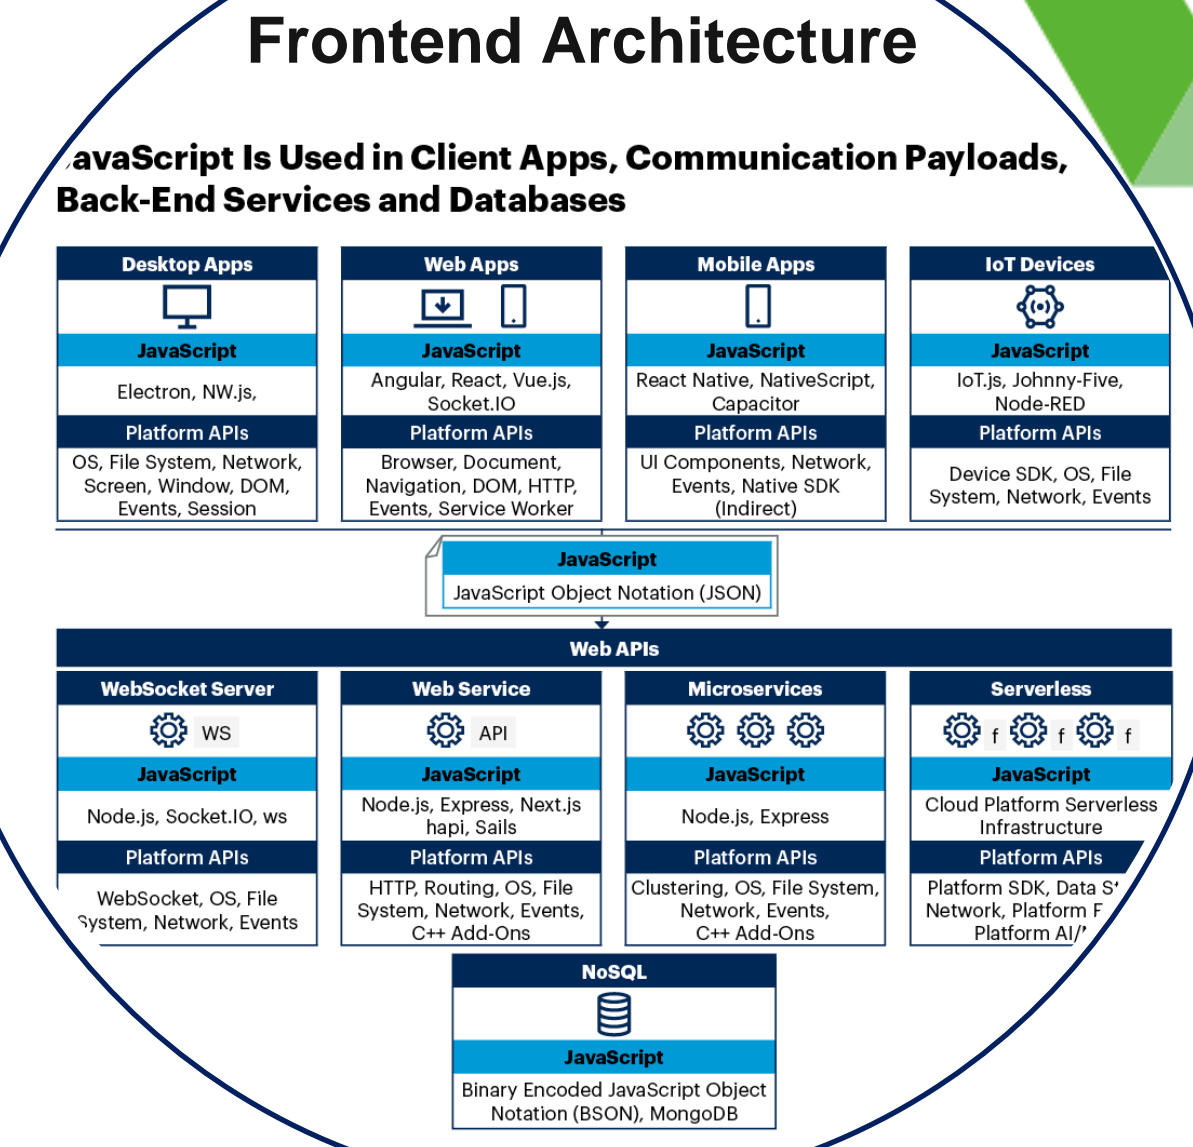 Frontend Architecture
JavaScript Is Used in Client Apps, Communication Payloads,
Back-End Services and Databases
Desktop Apps
JavaScript
Electron, NW.js,
Platform APIs
OS, File System, Network,
Screen, Window, DOM,
Events, Session
Web Apps
JavaScript
Angular, React, Vue.js,
Socket.IO
Platform APIs
Browser, Document,
Navigation, DOM, HTTP,
Events, Service Worker
Mobile Apps
JavaScript
React Native, NativeScript,
Capacitor
Platform APIs
UI Components, Network,
Events, Native SDK
(Indirect)
IoT Devices
JavaScript
IoT.js, Johnny-Five,
Node-RED
Platform APIs
Device SDK, OS, File
System, Network, Events
JavaScript
JavaScript Object Notation (JSON)
Web APIs
WebSocket Server
WS
JavaScript
Node.js, Socket.IO, ws
Platform APIs
WebSocket, OS, File
System, Network, Events
Web Service
API
JavaScript
Node.js, Express, Next.js
hapi, Sails
Platform APIs
HTTP, Routing, OS, File
System, Network, Events,
C++ Add-Ons
Microservices
JavaScript
Node.js, Express
Platform APIs
Clustering, OS, File System,
Network, Events,
C++ Add-Ons
Serverless
f f f
JavaScript
Cloud Platform Serverless
Infrastructure
Platform APIs
Platform SDK, Data
Network, Platform
Platform AI/
NoSQL
JavaScript
Binary Encoded JavaScript Object
Notation (BSON), MongoDB